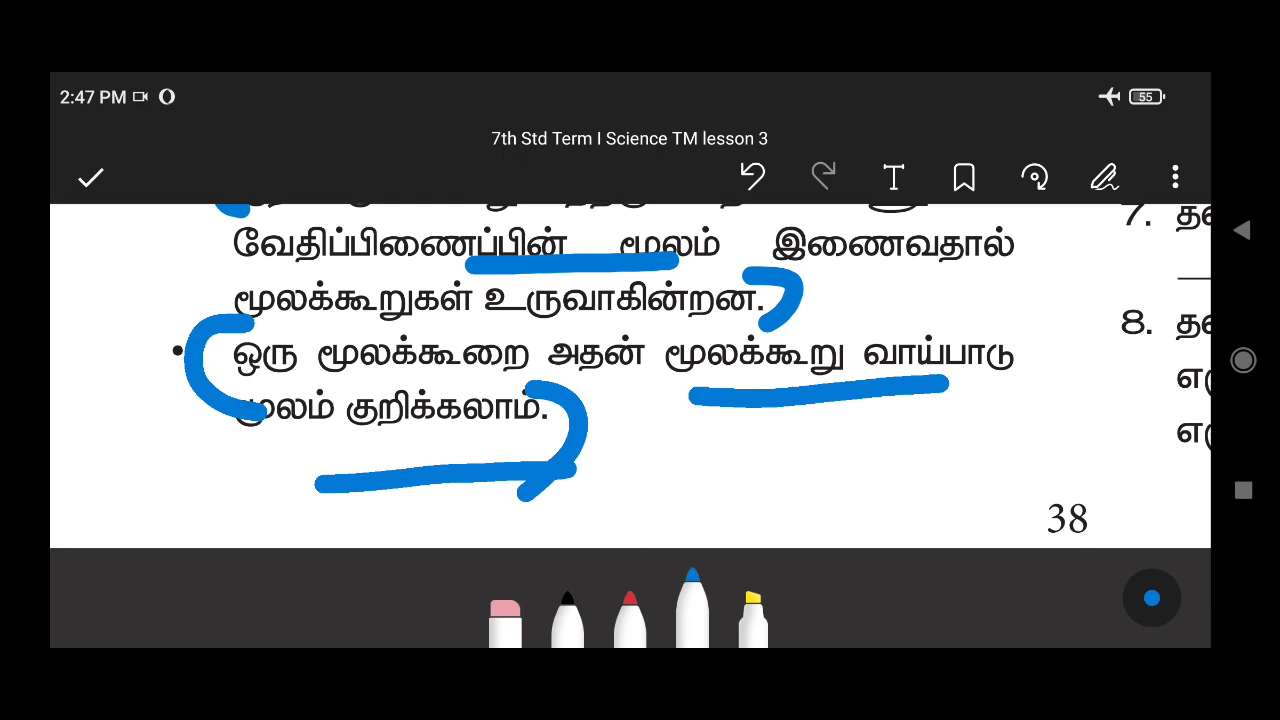 2:47 PM
55
7th Std Term I Science TM lesson 3
வேதிப்பிணைப்பின் மூலம் இணைவதால்
மூலக்கூறுகள் உருவாகின்றன.
• ஒரு மூலக்கூறை அதன் மூலக்கூறு வாய்பாடு
மூலம் குறிக்கலாம்.
38
7.
8.